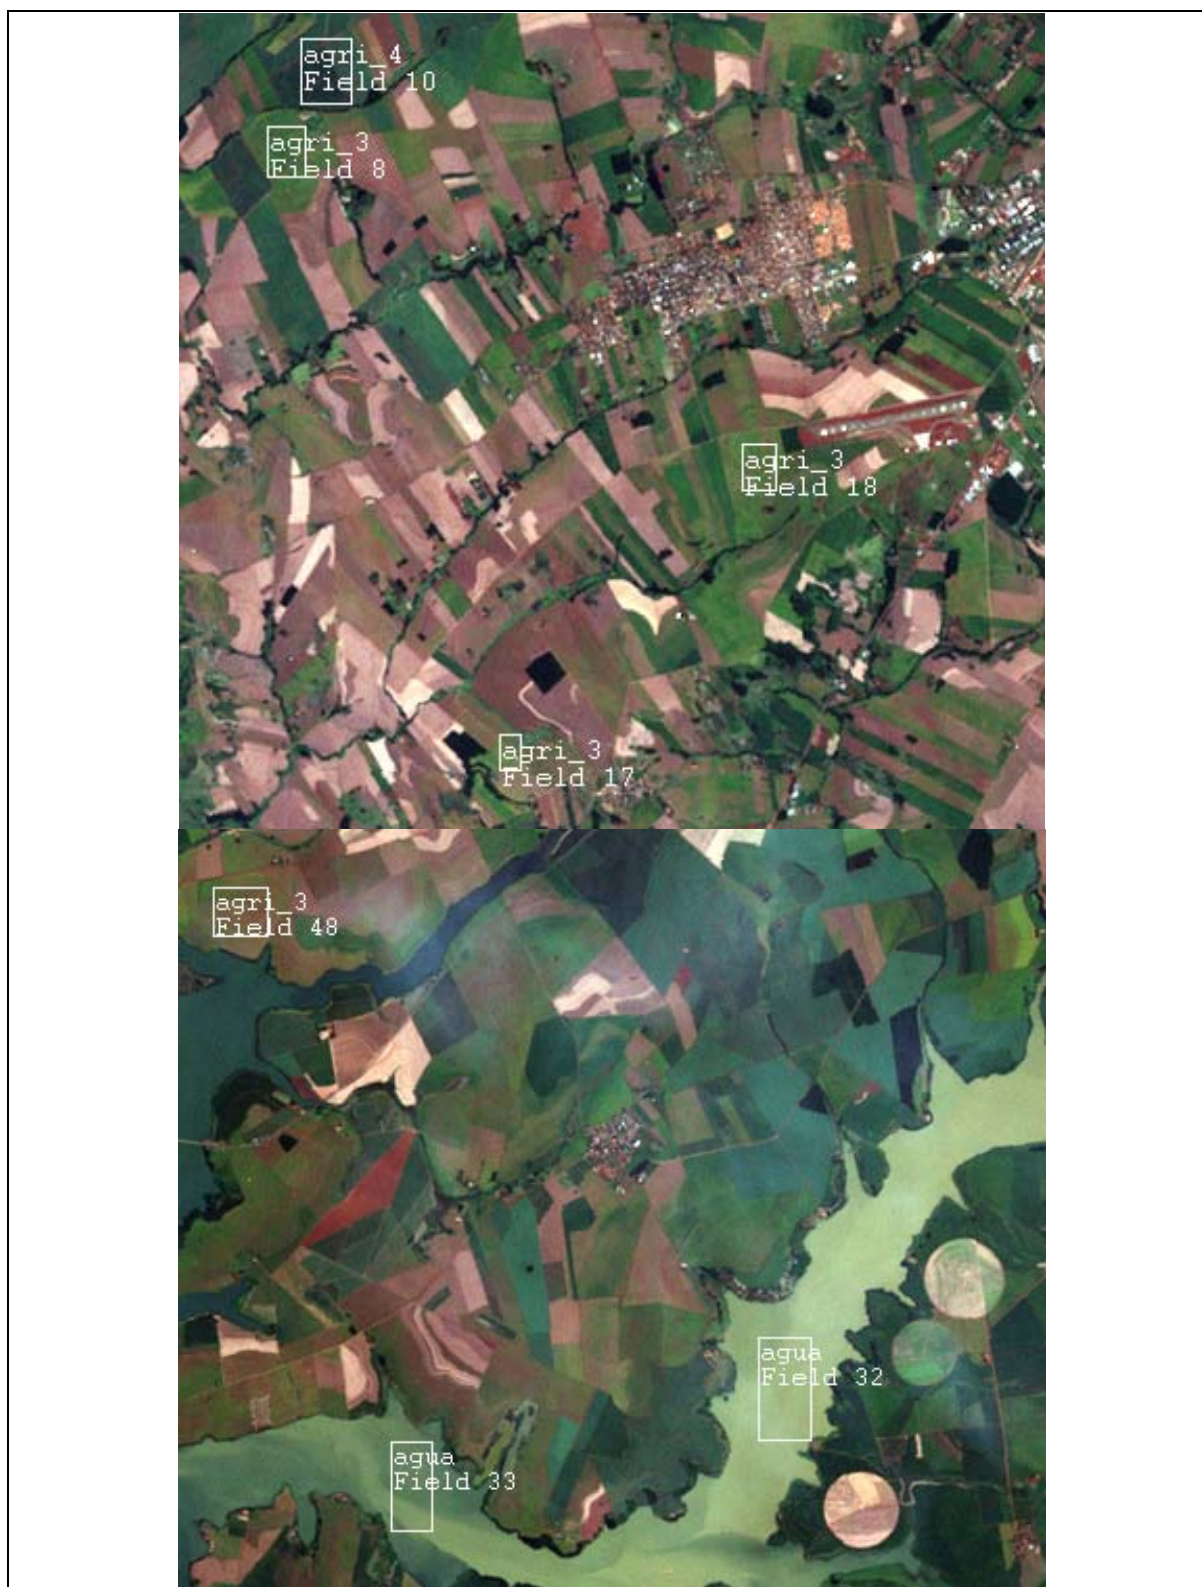 agri_4
Field 10
agri_3
Field 8
agri_3
Field 18
agri_3
Field 17
agri_3
Field 48
agua
Field 32
agua
Field 33